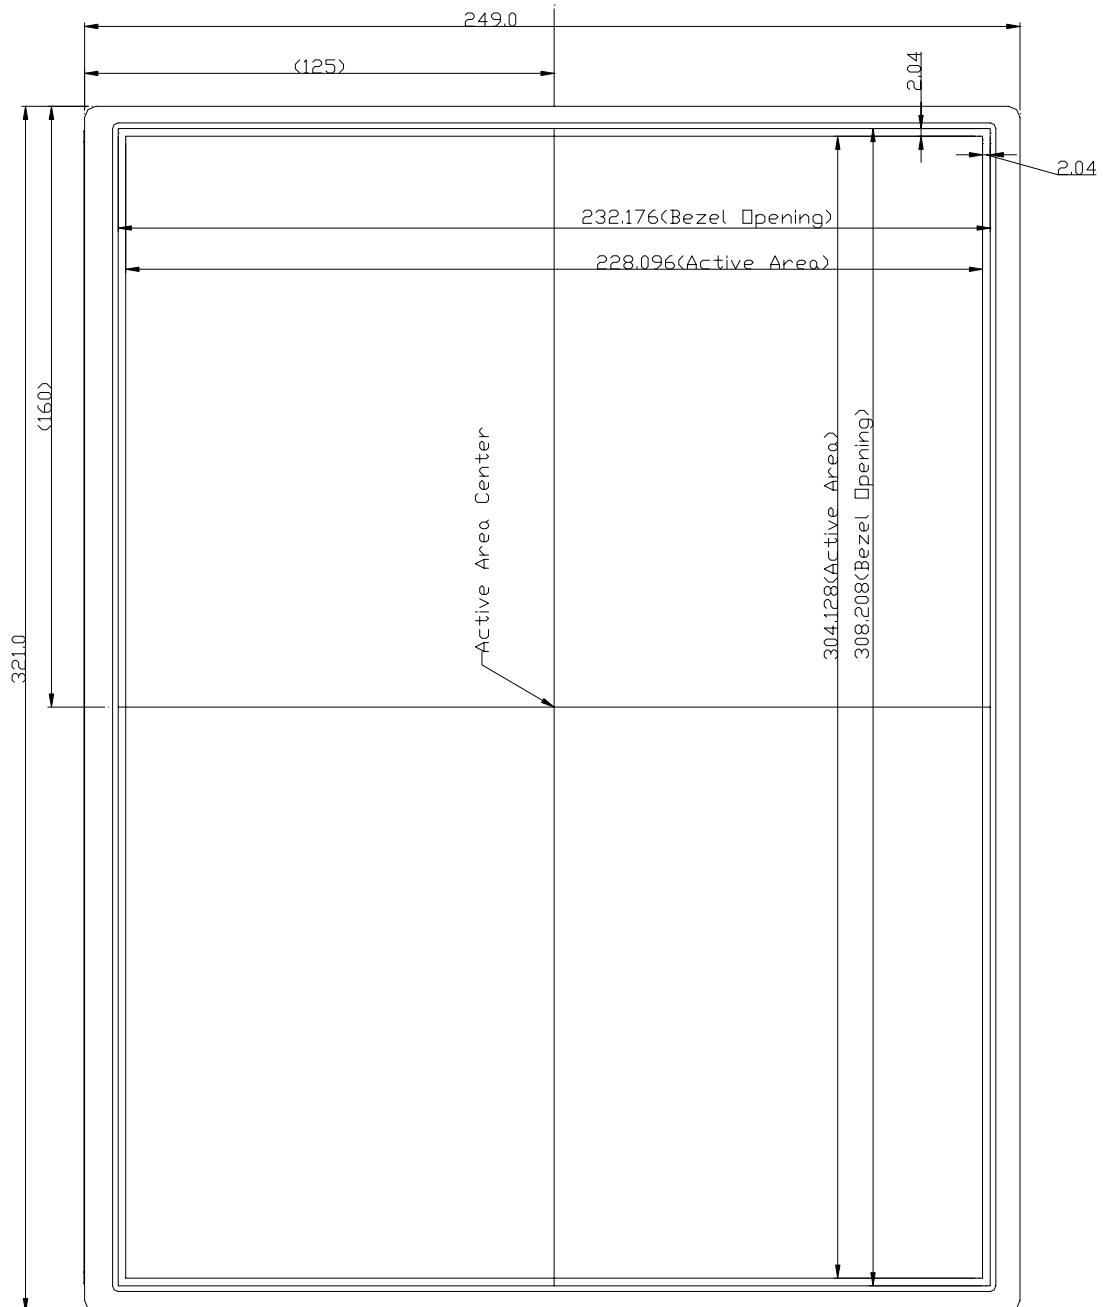 249.0
(125)
2.04
2.04
232.176(Bezel Opening)
228.096(Active Area)
(160)
Active Area Center
304.128(Active Area)
308.208(Bezel Opening)
321.0